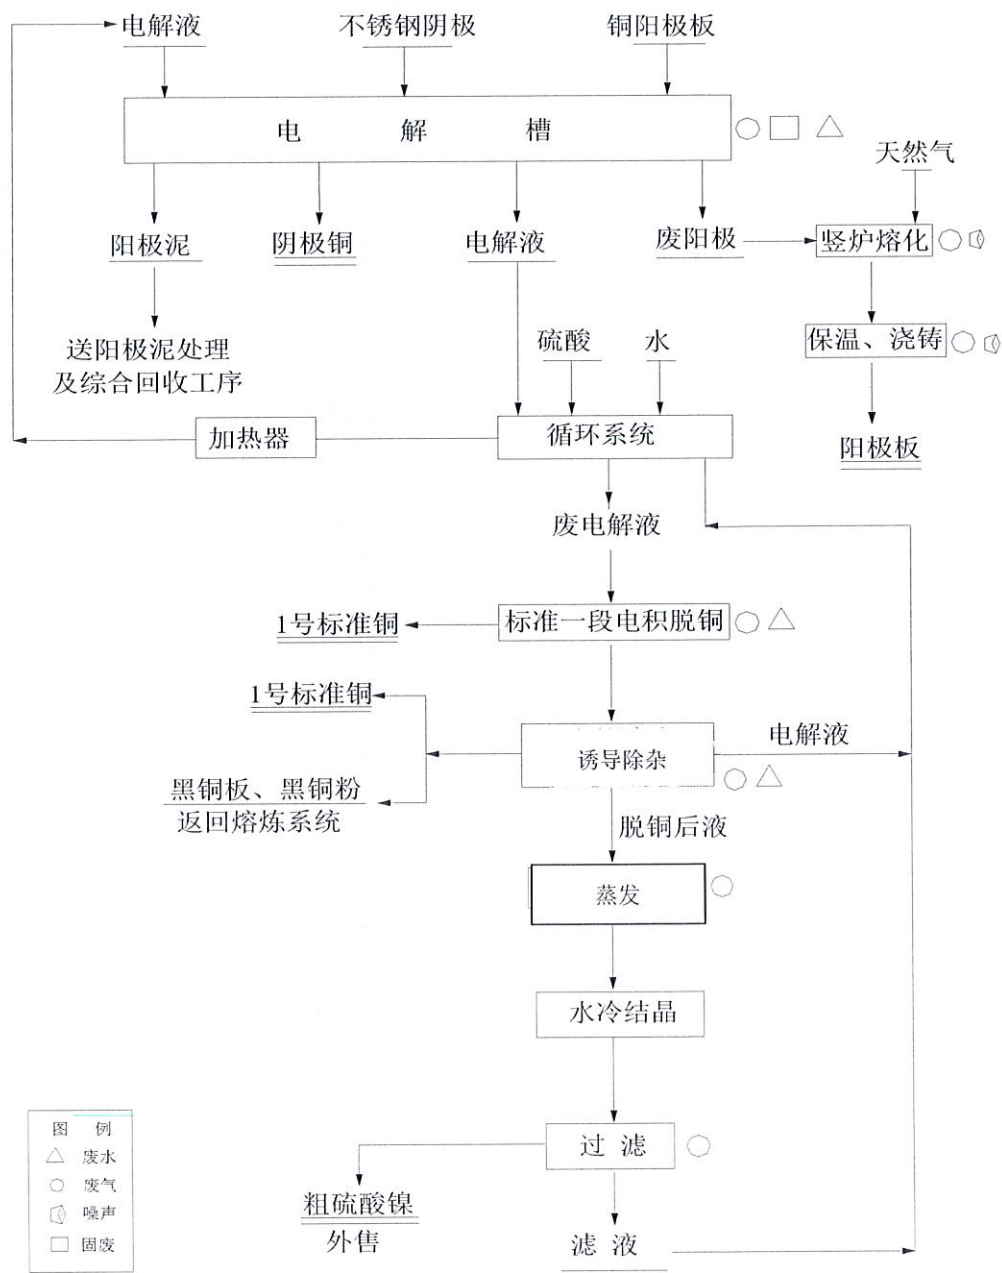 电解液
不锈钢阴极
铜阳极板
电 解 槽
天然气
阳极泥
阴极铜
电解液
废阳极
竖炉熔化
送阳极泥处理
及综合回收工序
硫酸
水
保温、浇铸
加热器
循环系统
阳极板
废电解液
1号标准铜
标准一段电积脱铜
1号标准铜
诱导除杂
电解液
黑铜板、黑铜粉
返回熔炼系统
脱铜后液
蒸发
水冷结晶
过 滤
粗硫酸镍
外售
滤 液
图 例
废水
废气
噪声
固废